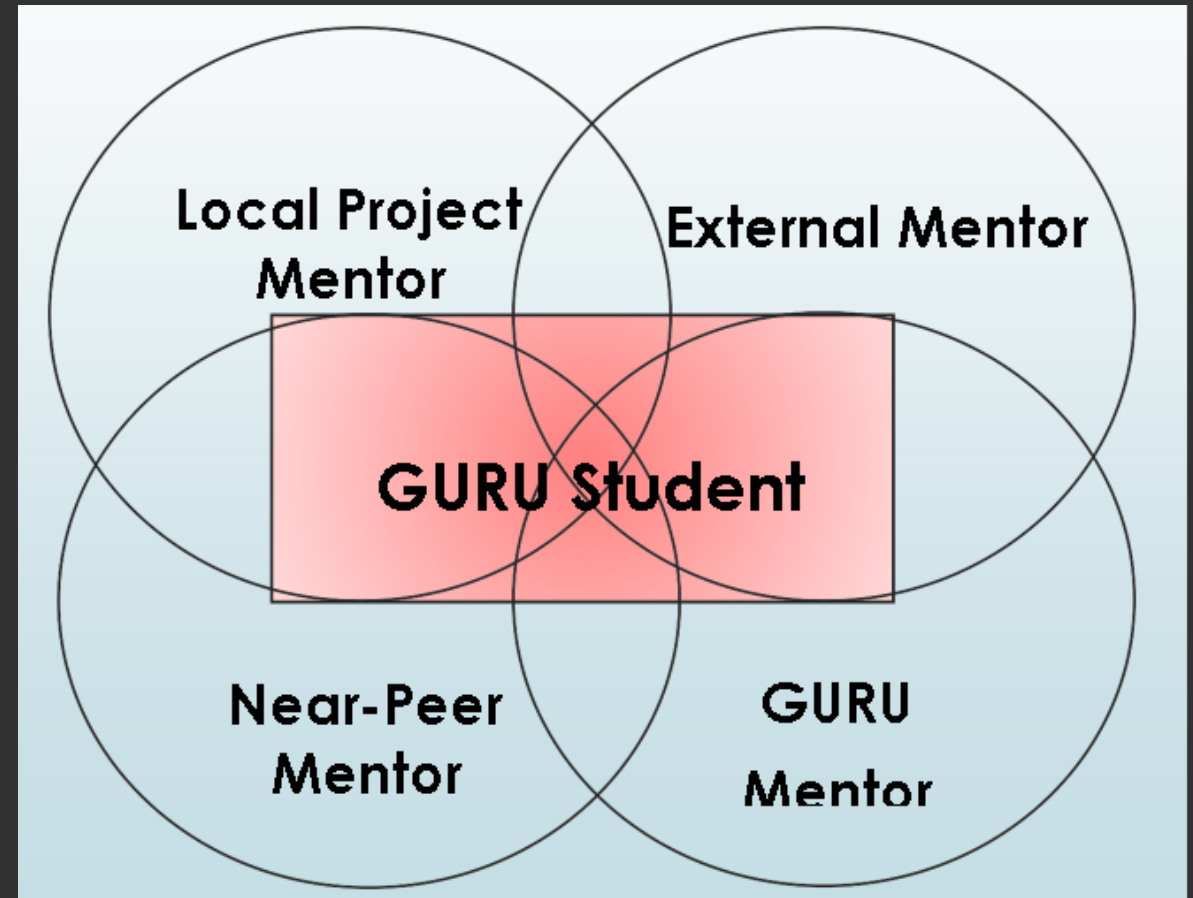 Local Project
Mentor
External Mentor
GURU Student
Near-Peer
Mentor
GURU
Mentor